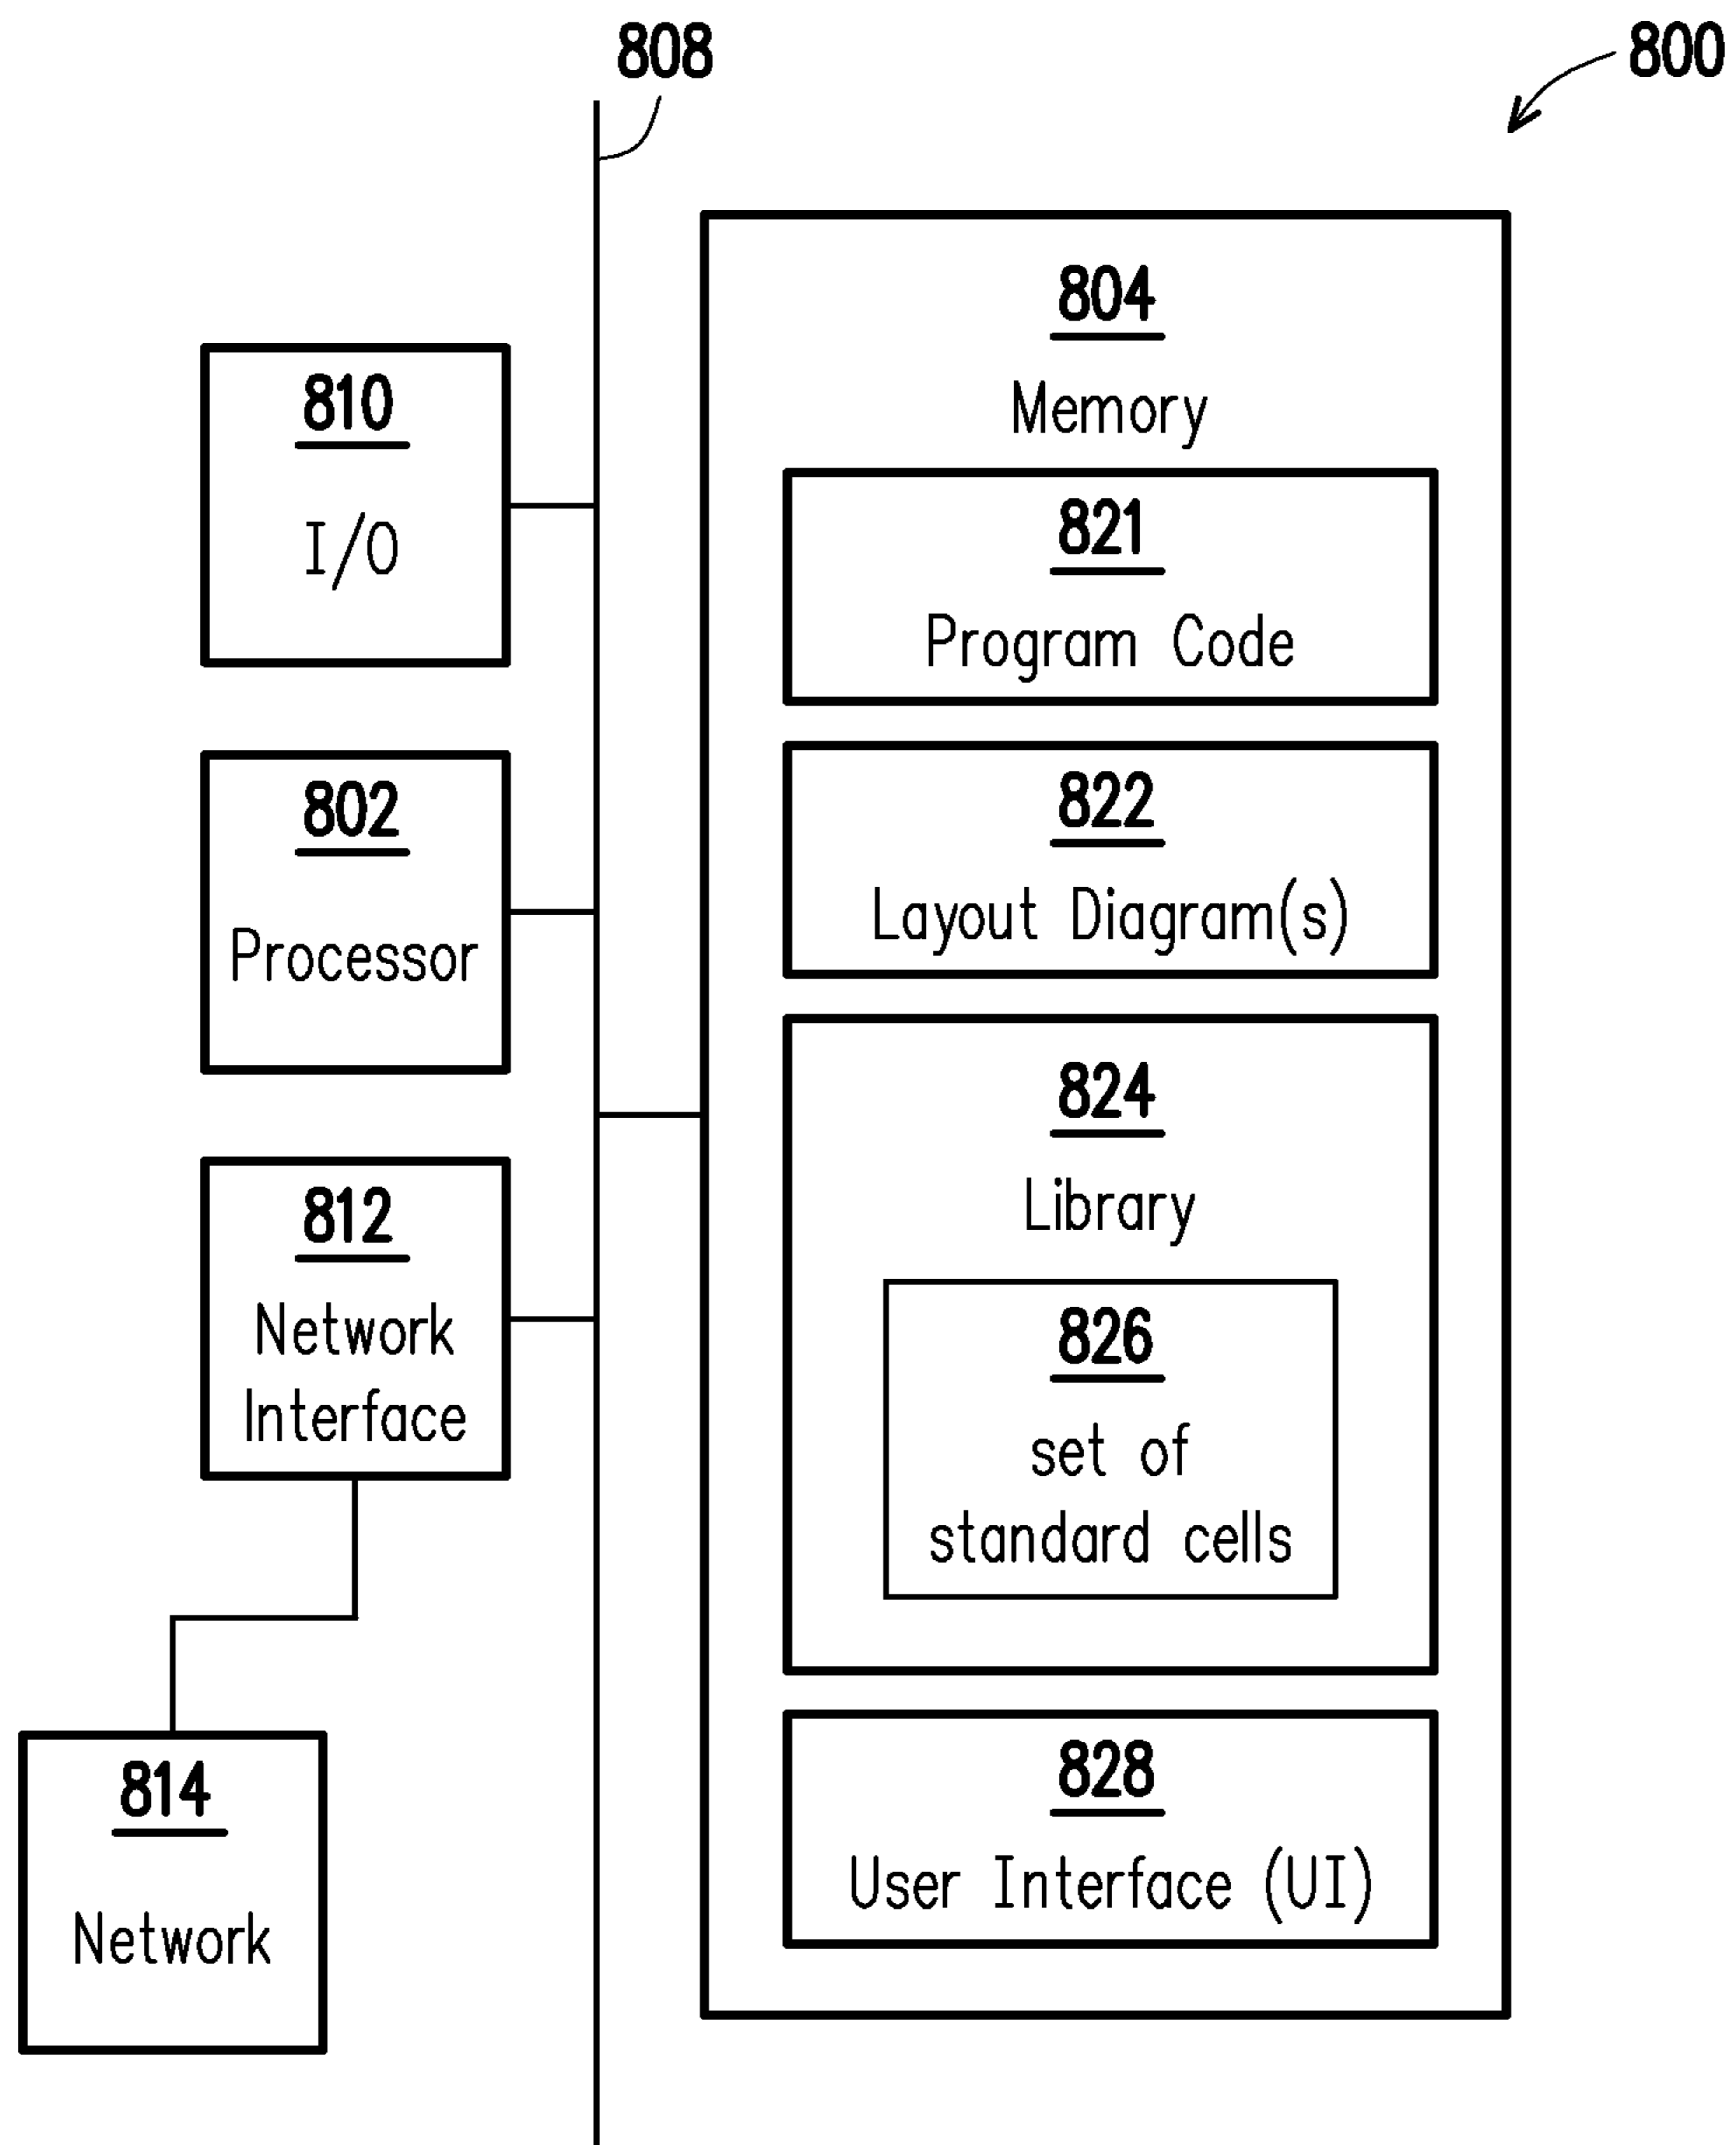 808
800
804
Memory
810
I/O
821
Program Code
802
Processor
822
Layout Diagram(s)
824
Library
812
Network
Interface
826
set of
standard cells
814
Network
828
User Interface (UI)